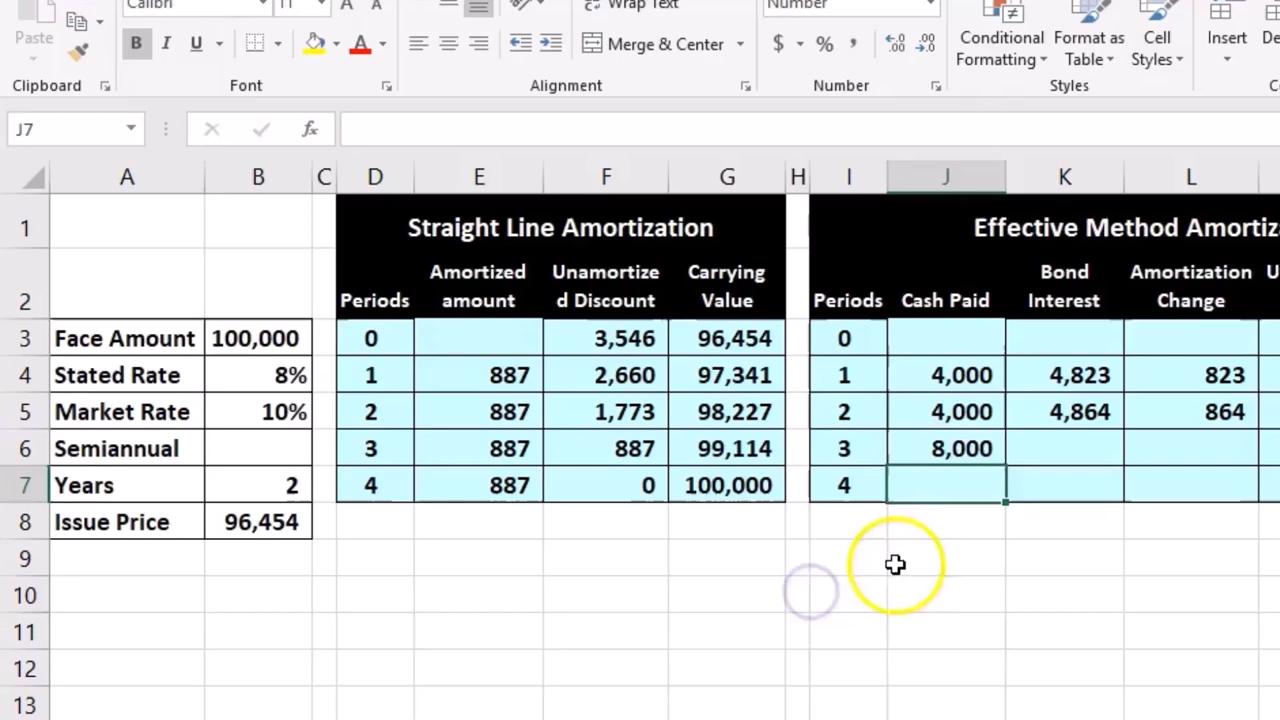 Calibri 11 A A Wrap Text Number
Paste B I U A Merge & Center $ % , .00 Conditional Format as Cell Insert
Formatting Table Styles
Clipboard Font Alignment Number Styles
J7 fx
A B C D E F G H I J K L
1 Straight Line Amortization Effective Method
Amortized Unamortize Carrying Bond Amortization
2 Periods amount d Discount Value Periods Cash Paid Interest Change
3 Face Amount 100,000 0 3,546 96,454 0
4 Stated Rate 8% 1 887 2,660 97,341 1 4,000 4,823 823
5 Market Rate 10% 2 887 1,773 98,227 2 4,000 4,864 864
6 Semiannual 3 887 887 99,114 3 8,000
7 Years 2 4 887 0 100,000 4
8 Issue Price 96,454
9
10
11
12
13